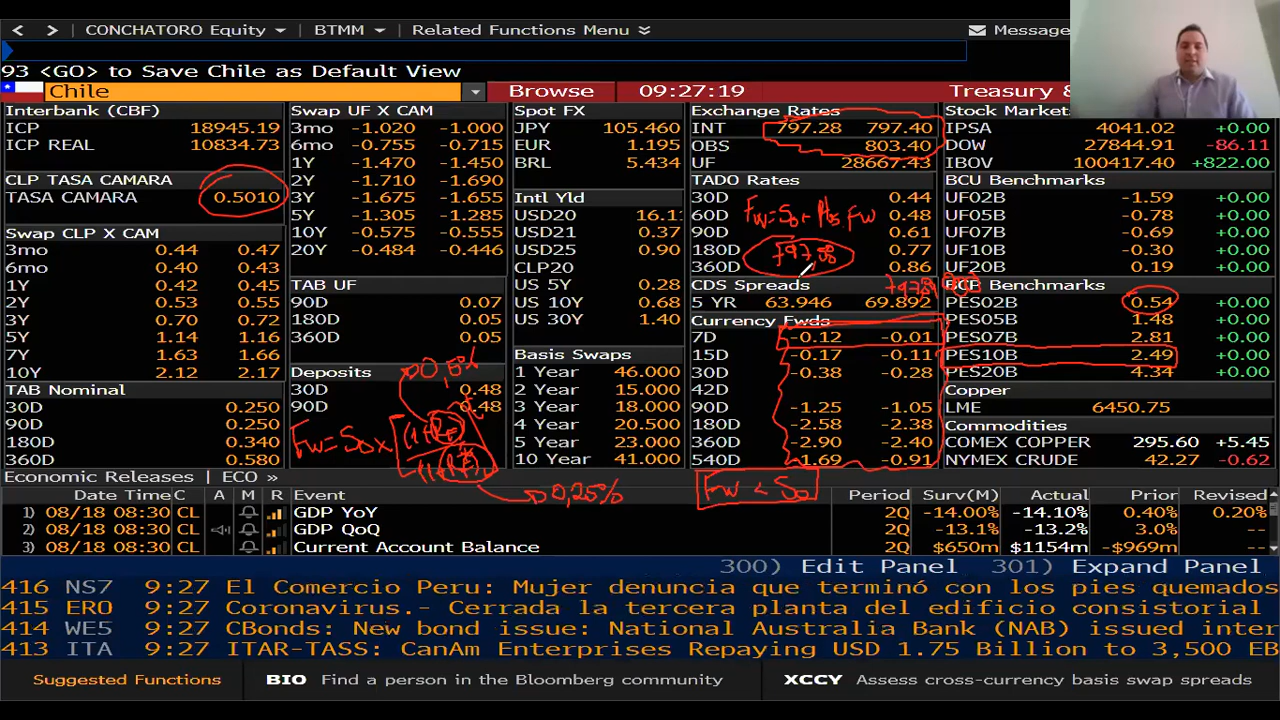 < > CONCHATORO Equity BTMM Related Functions Menu Message
93 <GO> to Save Chile as Default View
Chile Browse 09:27:19 Treasury &
Interbank (CBF)
ICP 18945.19
ICP REAL 10834.73
CLP TASA CAMARA
TASA CAMARA 0.5010
Swap CLP X CAM
3mo 0.44 0.47
6mo 0.40 0.43
1Y 0.42 0.45
2Y 0.53 0.55
3Y 0.70 0.72
5Y 1.14 1.16
7Y 1.63 1.66
10Y 2.12 2.17
TAB Nominal
30D 0.250
90D 0.250
180D 0.340
360D 0.580
Swap UF X CAM
3mo -1.020 -1.000
6mo -0.755 -0.715
1Y -1.470 -1.450
2Y -1.710 -1.690
3Y -1.675 -1.655
5Y -1.305 -1.285
10Y -0.575 -0.555
20Y -0.484 -0.446
TAB UF
90D 0.07
180D 0.05
360D 0.05
0,5%
Deposits
30D 0.48
90D 0.48
Fw=S0x
0,25%
Spot FX
JPY 105.460
EUR 1.195
BRL 5.434
Intl Yld
USD20 16.11
USD21 0.37
USD25 0.90
CLP20
US 5Y 0.28
US 10Y 0.68
US 30Y 1.40
Basis Swaps
1 Year 46.000
2 Year 15.000
3 Year 18.000
4 Year 20.500
5 Year 23.000
10 Year 41.000
Exchange Rates
INT 797.28 797.40
OBS 803.40
UF 28667.43
TADO Rates
30D 0.44
60D 0.48
90D 0.61
180D 0.77
360D 0.86
Fw=S0+Ptos Fw
CDS Spreads
5 YR 63.946 69.892
Currency Fwds
7D -0.12 -0.01
15D -0.17 -0.11
30D -0.38 -0.28
42D
90D -1.25 -1.05
180D -2.58 -2.38
360D -2.90 -2.40
540D -1.69 -0.91
Fw < S0
Stock Market
IPSA 4041.02 +0.00
DOW 27844.91 -86.11
IBOV 100417.40 +822.00
BCU Benchmarks
UF02B -1.59 +0.00
UF05B -0.78 +0.00
UF07B -0.69 +0.00
UF10B -0.30 +0.00
UF20B 0.19 +0.00
BCP Benchmarks
PES02B 0.54 +0.00
PES05B 1.48 +0.00
PES07B 2.81 +0.00
PES10B 2.49 +0.00
PES20B 4.34 +0.00
Copper
LME 6450.75
Commodities
COMEX COPPER 295.60 +5.45
NYMEX CRUDE 42.27 -0.62
Economic Releases | ECO »
Date Time C A M R Event Period Surv(M) Actual Prior Revised
1) 08/18 08:30 CL GDP YoY 2Q -14.00% -14.10% 0.40% 0.20%
2) 08/18 08:30 CL GDP QoQ 2Q -13.1% -13.2% 3.0% --
3) 08/18 08:30 CL Current Account Balance 2Q $650m $1154m -$969m --
300) Edit Panel 301) Expand Panel
416 NS7 9:27 El Comercio Peru: Mujer denuncia que terminó con los pies quemados
415 ERO 9:27 Coronavirus.- Cerrada la tercera planta del edificio consistorial
414 WE5 9:27 CBonds: New bond issue: National Australia Bank (NAB) issued inter
413 ITA 9:27 ITAR-TASS: CanAm Enterprises Repaying USD 1.75 Billion to 3,500 EB
Suggested Functions BIO Find a person in the Bloomberg community XCCY Assess cross-currency basis swap spreads